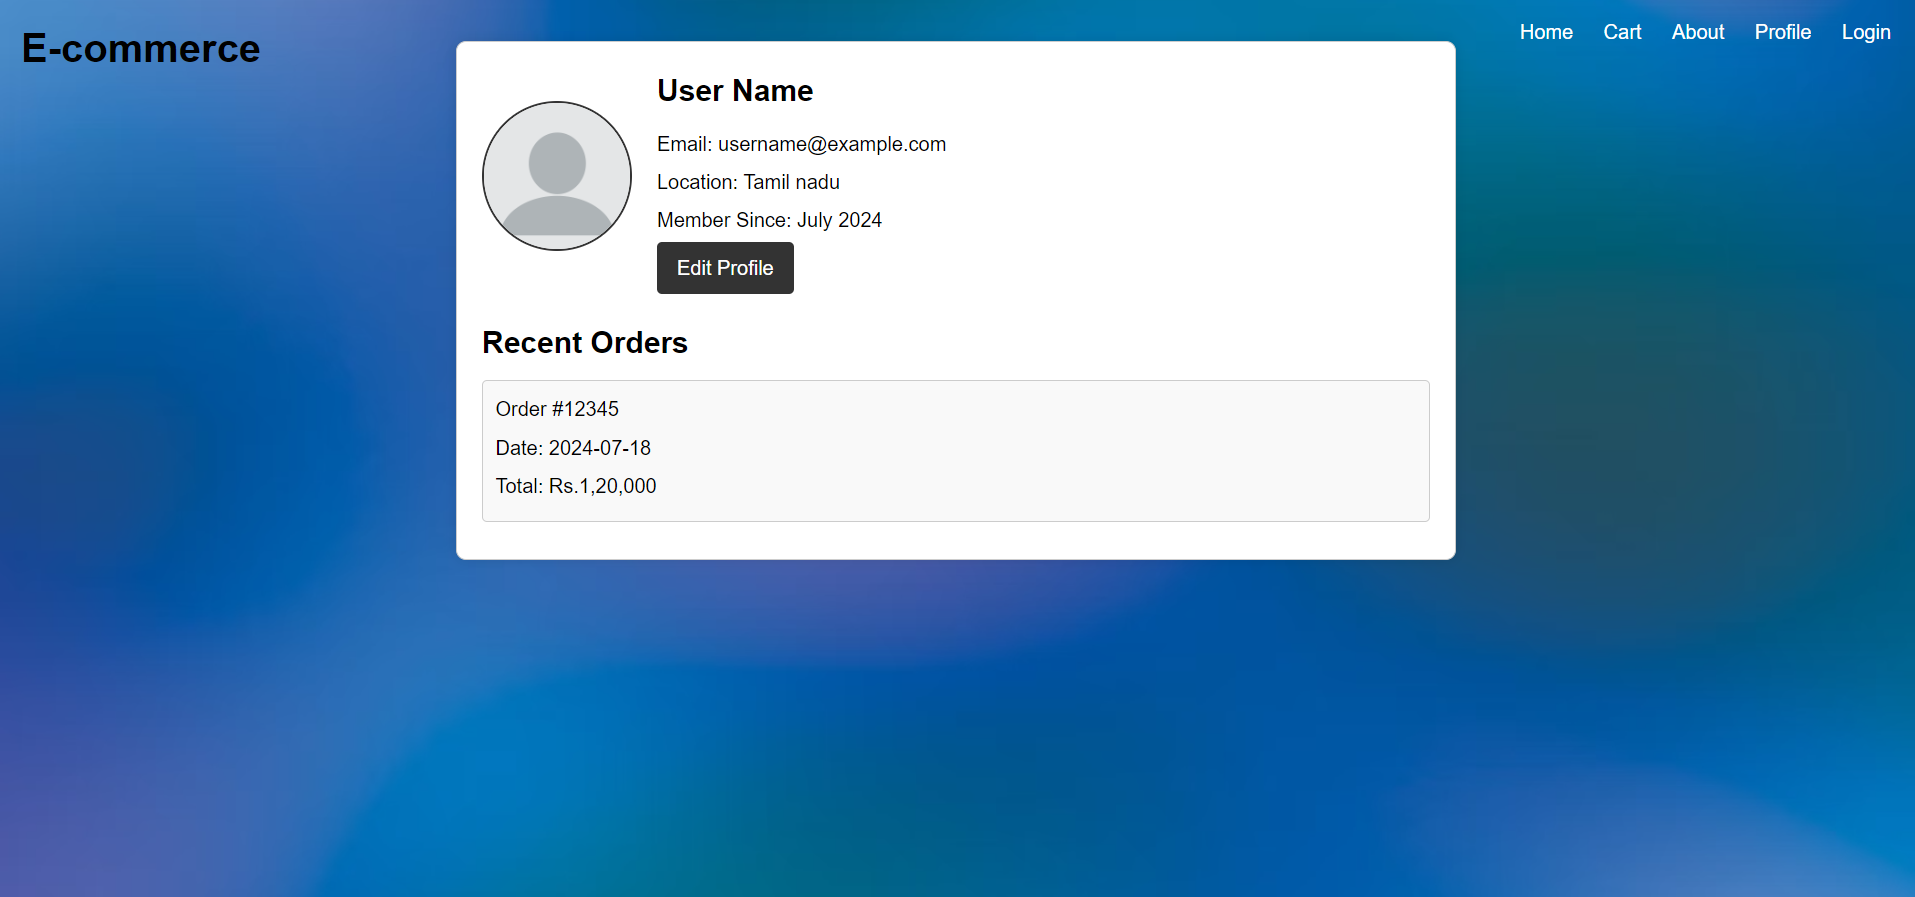 E-commerce
Home Cart About Profile Login
User Name
Email: username@example.com
Location: Tamil nadu
Member Since: July 2024
Edit Profile
Recent Orders
Order #12345
Date: 2024-07-18
Total: Rs.1,20,000